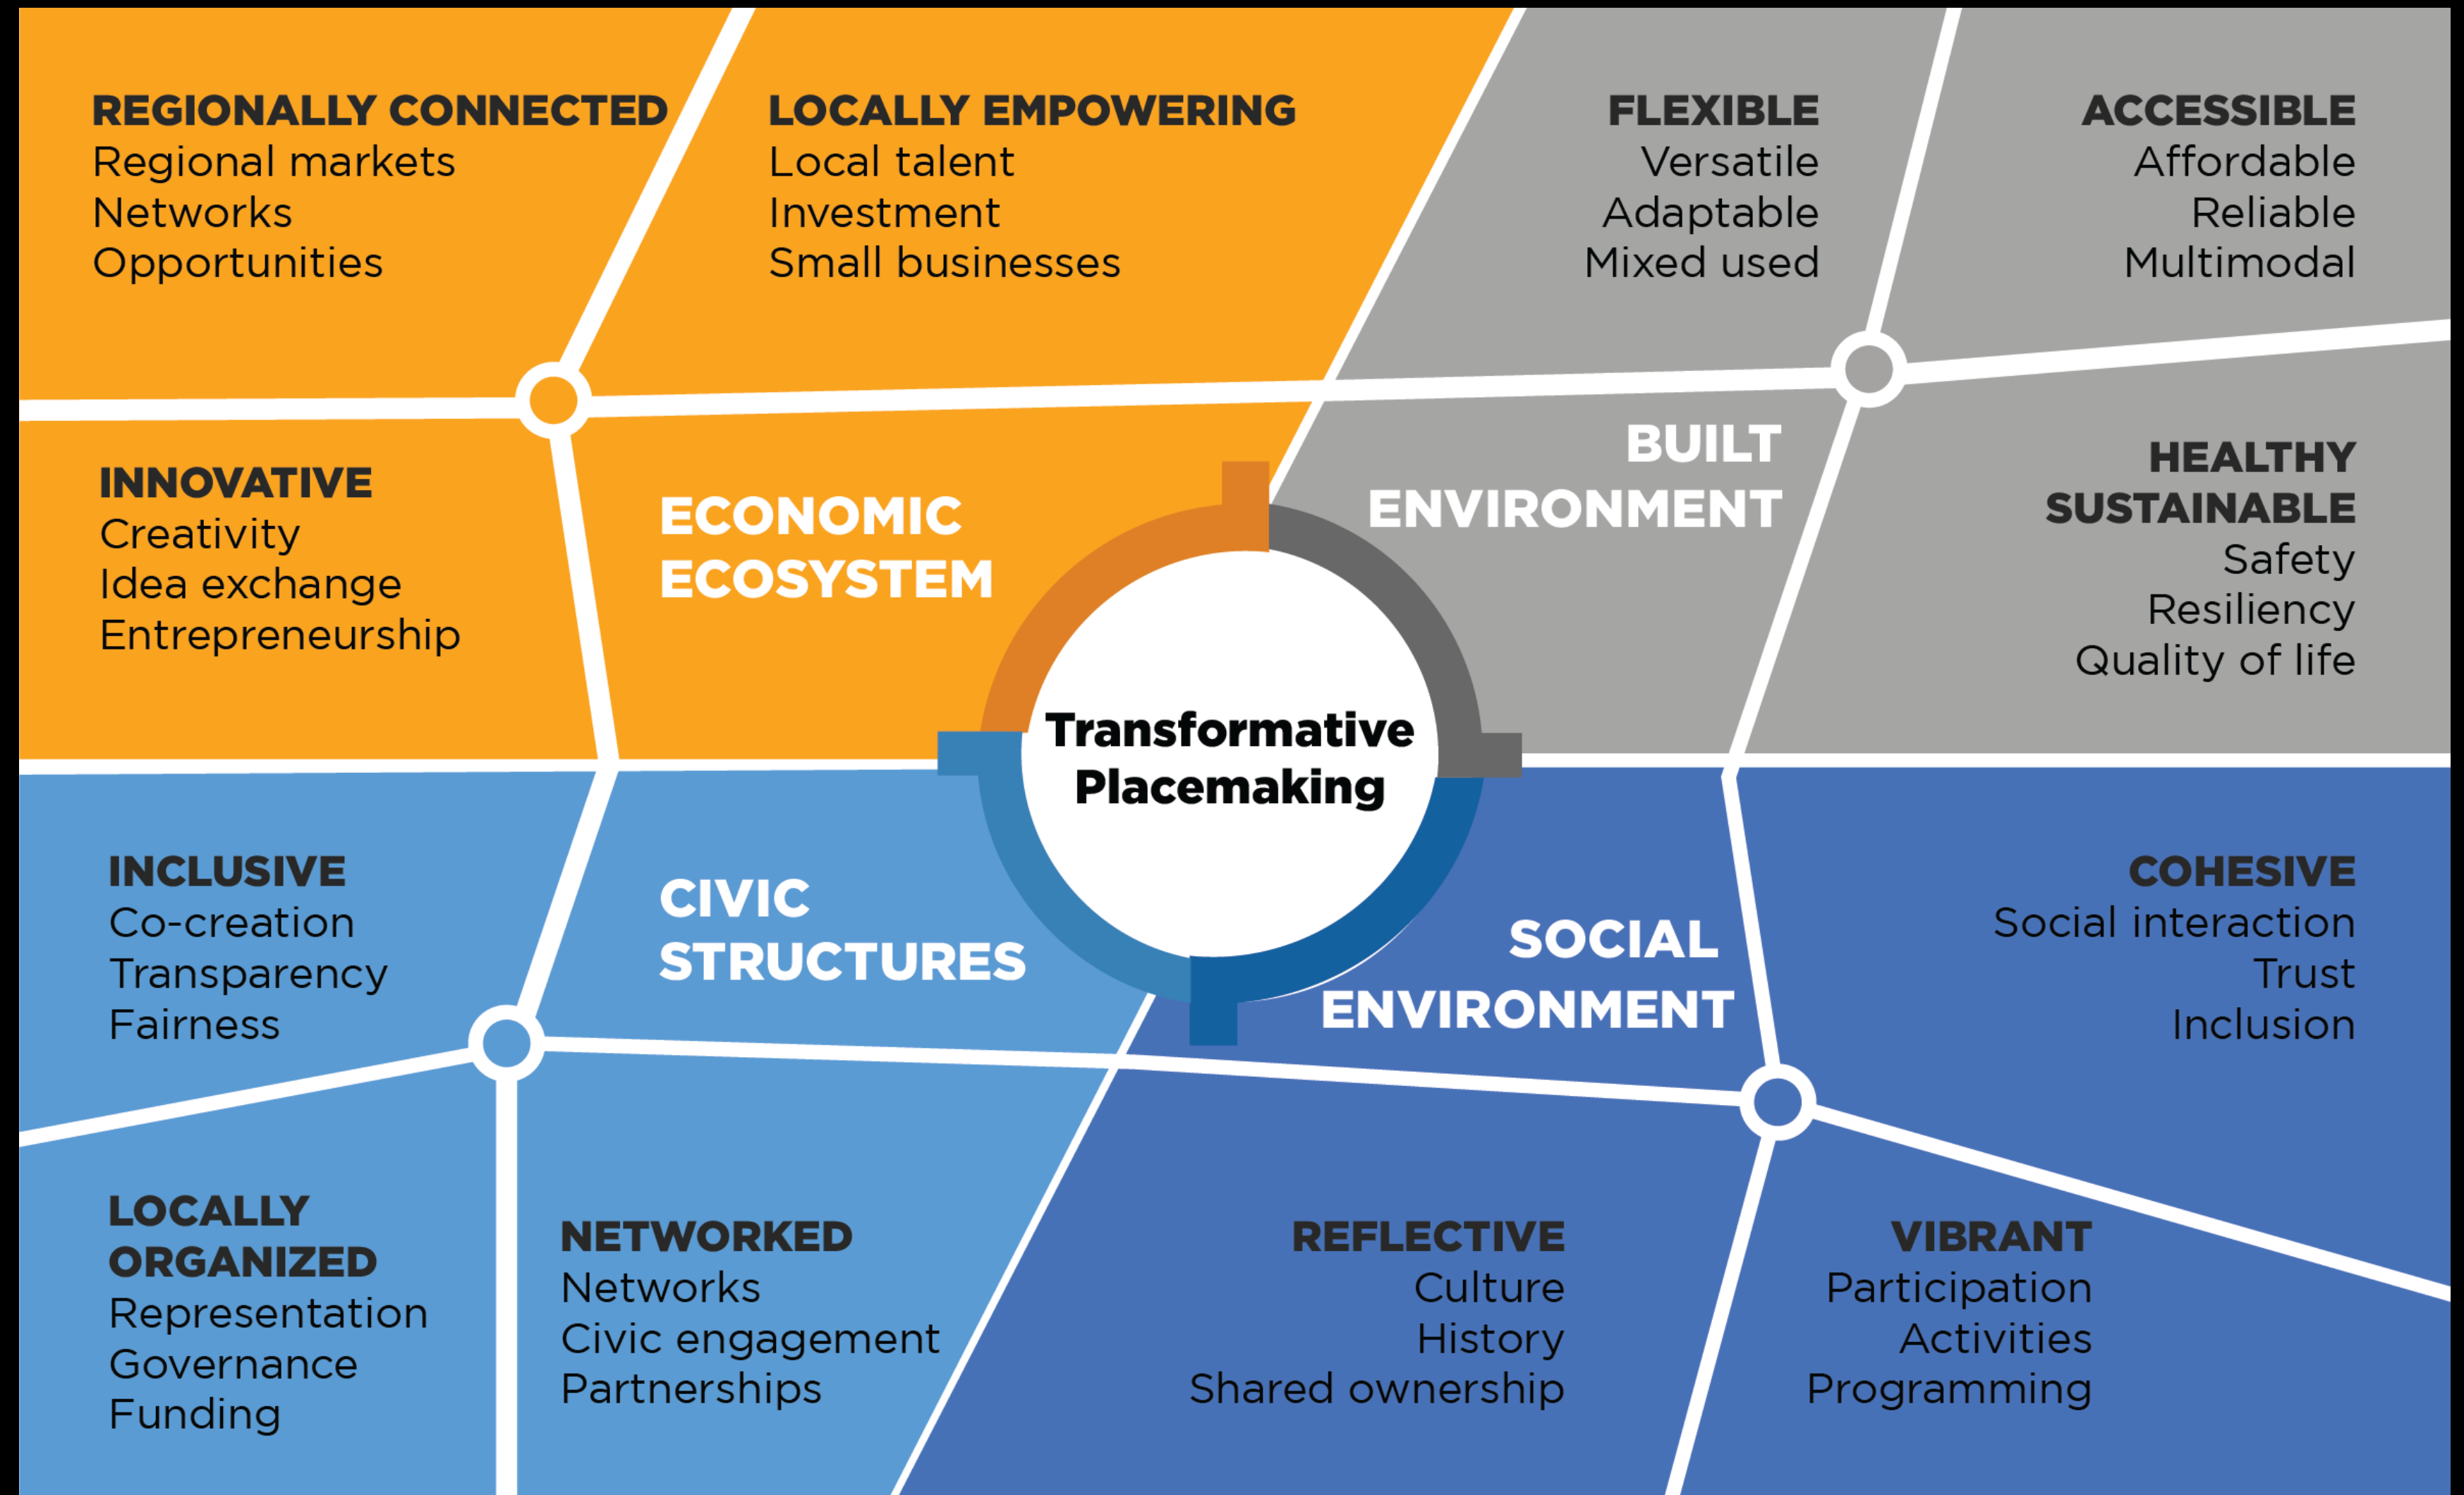 REGIONALLY CONNECTED
Regional markets
Networks
Opportunities
LOCALLY EMPOWERING
Local talent
Investment
Small businesses
FLEXIBLE
Versatile
Adaptable
Mixed used
ACCESSIBLE
Affordable
Reliable
Multimodal
INNOVATIVE
Creativity
Idea exchange
Entrepreneurship
ECONOMIC
ECOSYSTEM
BUILT
ENVIRONMENT
HEALTHY
SUSTAINABLE
Safety
Resiliency
Quality of life
Transformative
Placemaking
INCLUSIVE
Co-creation
Transparency
Fairness
CIVIC
STRUCTURES
SOCIAL
ENVIRONMENT
COHESIVE
Social interaction
Trust
Inclusion
LOCALLY
ORGANIZED
Representation
Governance
Funding
NETWORKED
Networks
Civic engagement
Partnerships
REFLECTIVE
Culture
History
Shared ownership
VIBRANT
Participation
Activities
Programming